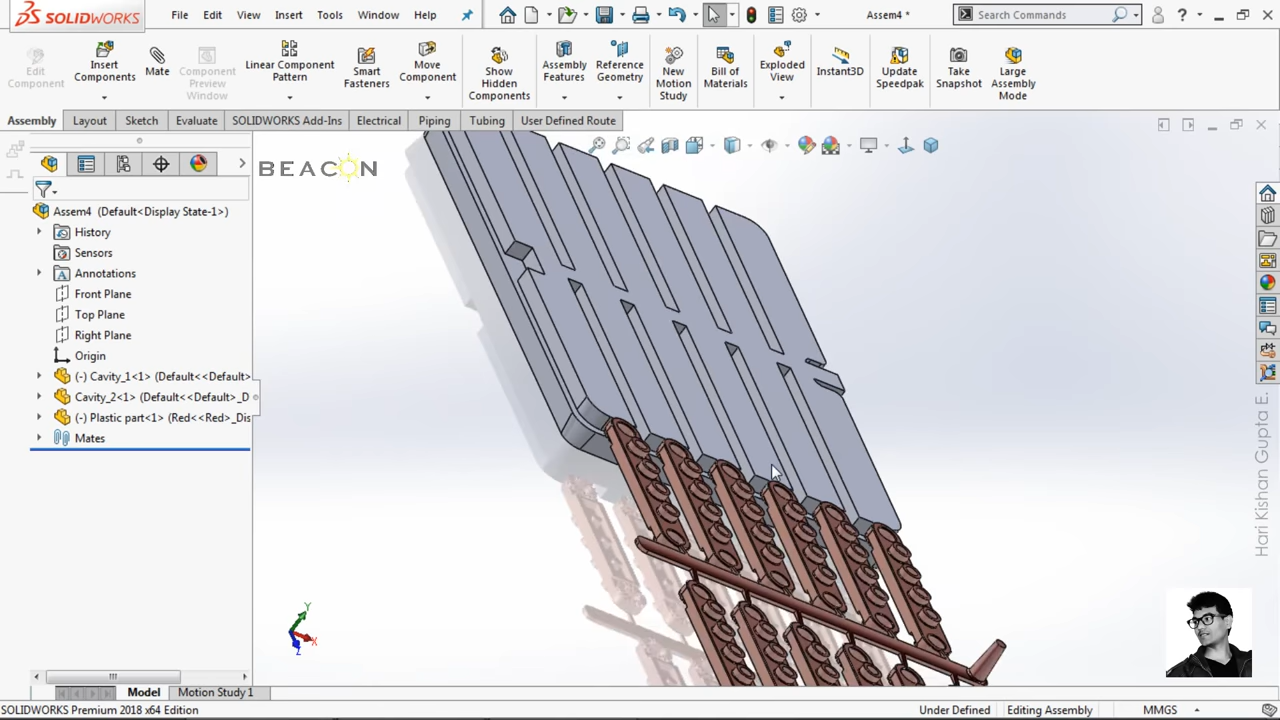 SOLIDWORKS File Edit View Insert Tools Window Help Assem4 * Search Commands
Edit Component
Insert Components
Mate
Component Preview Window
Linear Component Pattern
Smart Fasteners
Move Component
Show Hidden Components
Assembly Features
Reference Geometry
New Motion Study
Bill of Materials
Exploded View
Instant3D
Update Speedpak
Take Snapshot
Large Assembly Mode
Assembly Layout Sketch Evaluate SOLIDWORKS Add-Ins Electrical Piping Tubing User Defined Route
BEACON
Assem4 (Default<Display State-1>)
History
Sensors
Annotations
Front Plane
Top Plane
Right Plane
Origin
(-) Cavity_1<1> (Default<<Default>
Cavity_2<1> (Default<<Default>_D
(-) Plastic part<1> (Red<<Red>_Dis
Mates
Hari Kishan Gupta E.
Y
X
Z
Model Motion Study 1
SOLIDWORKS Premium 2018 x64 Edition Under Defined Editing Assembly MMGS